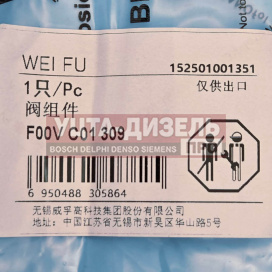 WEI FU
152501001351
1只/Pc
仅供出口
阀组件
F00V C01 309
УЧТА ДИЗЕЛЬ
ПРО
BOSCH DELPHI DENSO SIEMENS
6 950488 305864
无锡威孚高科技集团股份有限公司
地址：中国江苏省无锡市新吴区华山路5号